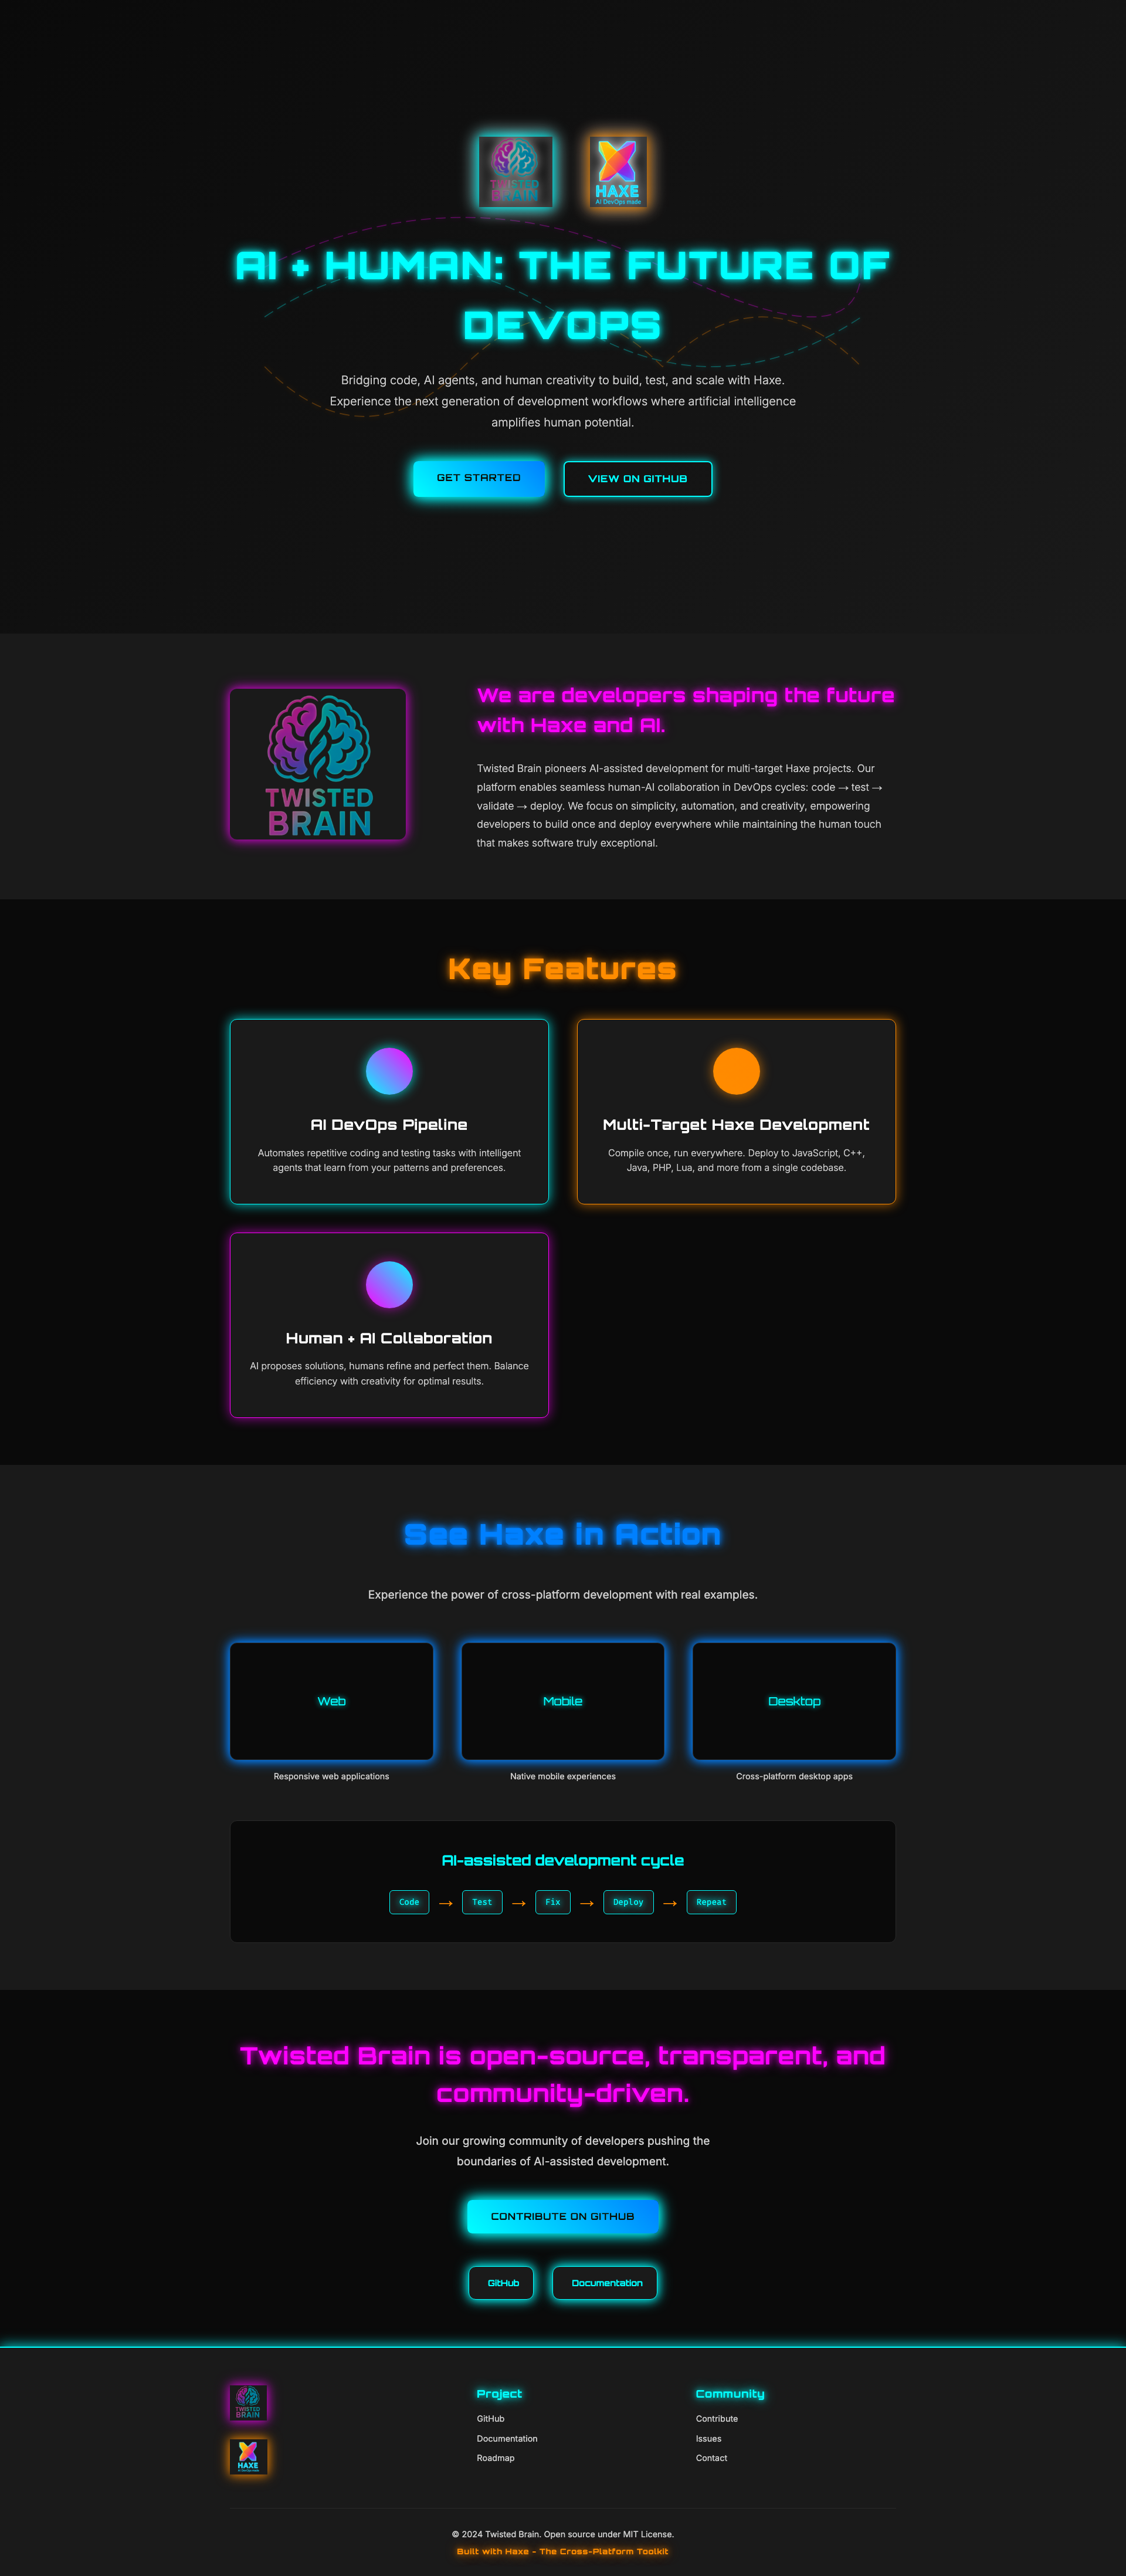 TWISTED
BRAIN
HAXE
AI DevOps made
AI + HUMAN: THE FUTURE OF
DEVOPS
Bridging code, AI agents, and human creativity to build, test, and scale with Haxe.
Experience the next generation of development workflows where artificial intelligence
amplifies human potential.
GET STARTED
VIEW ON GITHUB
TWISTED
BRAIN
We are developers shaping the future
with Haxe and AI.
Twisted Brain pioneers AI-assisted development for multi-target Haxe projects. Our
platform enables seamless human-AI collaboration in DevOps cycles: code → test →
validate → deploy. We focus on simplicity, automation, and creativity, empowering
developers to build once and deploy everywhere while maintaining the human touch
that makes software truly exceptional.
Key Features
AI DevOps Pipeline
Automates repetitive coding and testing tasks with intelligent
agents that learn from your patterns and preferences.
Multi-Target Haxe Development
Compile once, run everywhere. Deploy to JavaScript, C++,
Java, PHP, Lua, and more from a single codebase.
Human + AI Collaboration
AI proposes solutions, humans refine and perfect them. Balance
efficiency with creativity for optimal results.
See Haxe in Action
Experience the power of cross-platform development with real examples.
Web
Mobile
Desktop
Responsive web applications
Native mobile experiences
Cross-platform desktop apps
AI-assisted development cycle
Code → Test → Fix → Deploy → Repeat
Twisted Brain is open-source, transparent, and
community-driven.
Join our growing community of developers pushing the
boundaries of AI-assisted development.
CONTRIBUTE ON GITHUB
GitHub
Documentation
TWISTED
BRAIN
HAXE
Project
GitHub
Documentation
Roadmap
Community
Contribute
Issues
Contact
© 2024 Twisted Brain. Open source under MIT License.
Built with Haxe - The Cross-Platform Toolkit